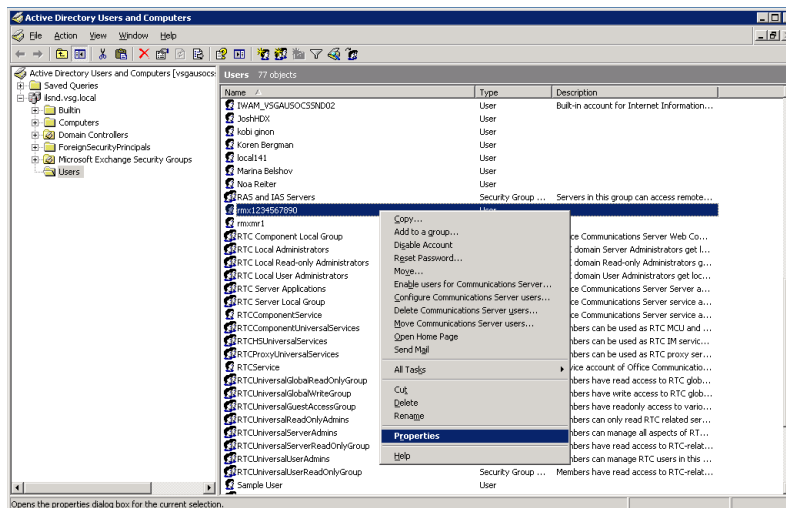 Active Directory Users and Computers
File Action View Window Help
Active Directory Users and Computers [vsgausocs
Users 77 objects
Saved Queries
ilsnd.vsg.local
Builtin
Computers
Domain Controllers
ForeignSecurityPrincipals
Microsoft Exchange Security Groups
Users
Name Type Description
IWAM_VSGAUSOCSSND02 User Built-in account for Internet Information...
JoshHDX User
kobi ginon User
Koren Bergman User
local141 User
Marina Belshov User
Noa Reiter User
RAS and IAS Servers Security Group ... Servers in this group can access remote...
rmx1234567890 User
rmxmr1
RTC Component Local Group ce Communications Server Web Co...
RTC Local Administrators domain Server Administrators get l...
RTC Local Read-only Administrators domain Read-only Administrators g...
RTC Local User Administrators domain User Administrators get loc...
RTC Server Applications ce Communications Server service a...
RTC Server Local Group ce Communications Server service a...
RTCComponentService ce Communications Server service a...
RTCComponentUniversalServices mbers can be used as RTC MCU and ...
RTCHSUniversalServices mbers can be used as RTC IM servic...
RTCProxyUniversalServices mbers can be used as RTC proxy ser...
RTCService vice account of Office Communicatio...
RTCUniversalGlobalReadOnlyGroup mbers have read access to RTC glob...
RTCUniversalGlobalWriteGroup mbers have write access to RTC glob...
RTCUniversalGuestAccessGroup mbers have readonly access to vario...
RTCUniversalReadOnlyAdmins mbers can only read RTC related ser...
RTCUniversalServerAdmins mbers can manage all aspects of RT...
RTCUniversalServerReadOnlyGroup mbers have read access to RTC-relat...
RTCUniversalUserAdmins mbers can manage RTC users in this ...
RTCUniversalUserReadOnlyGroup Security Group ... Members have read access to RTC-relat...
Sample User User
Copy...
Add to a group...
Disable Account
Reset Password...
Move...
Enable users for Communications Server...
Configure Communications Server users...
Delete Communications Server users...
Move Communications Server users...
Open Home Page
Send Mail
All Tasks
Cut
Delete
Rename
Properties
Help
Opens the properties dialog box for the current selection.